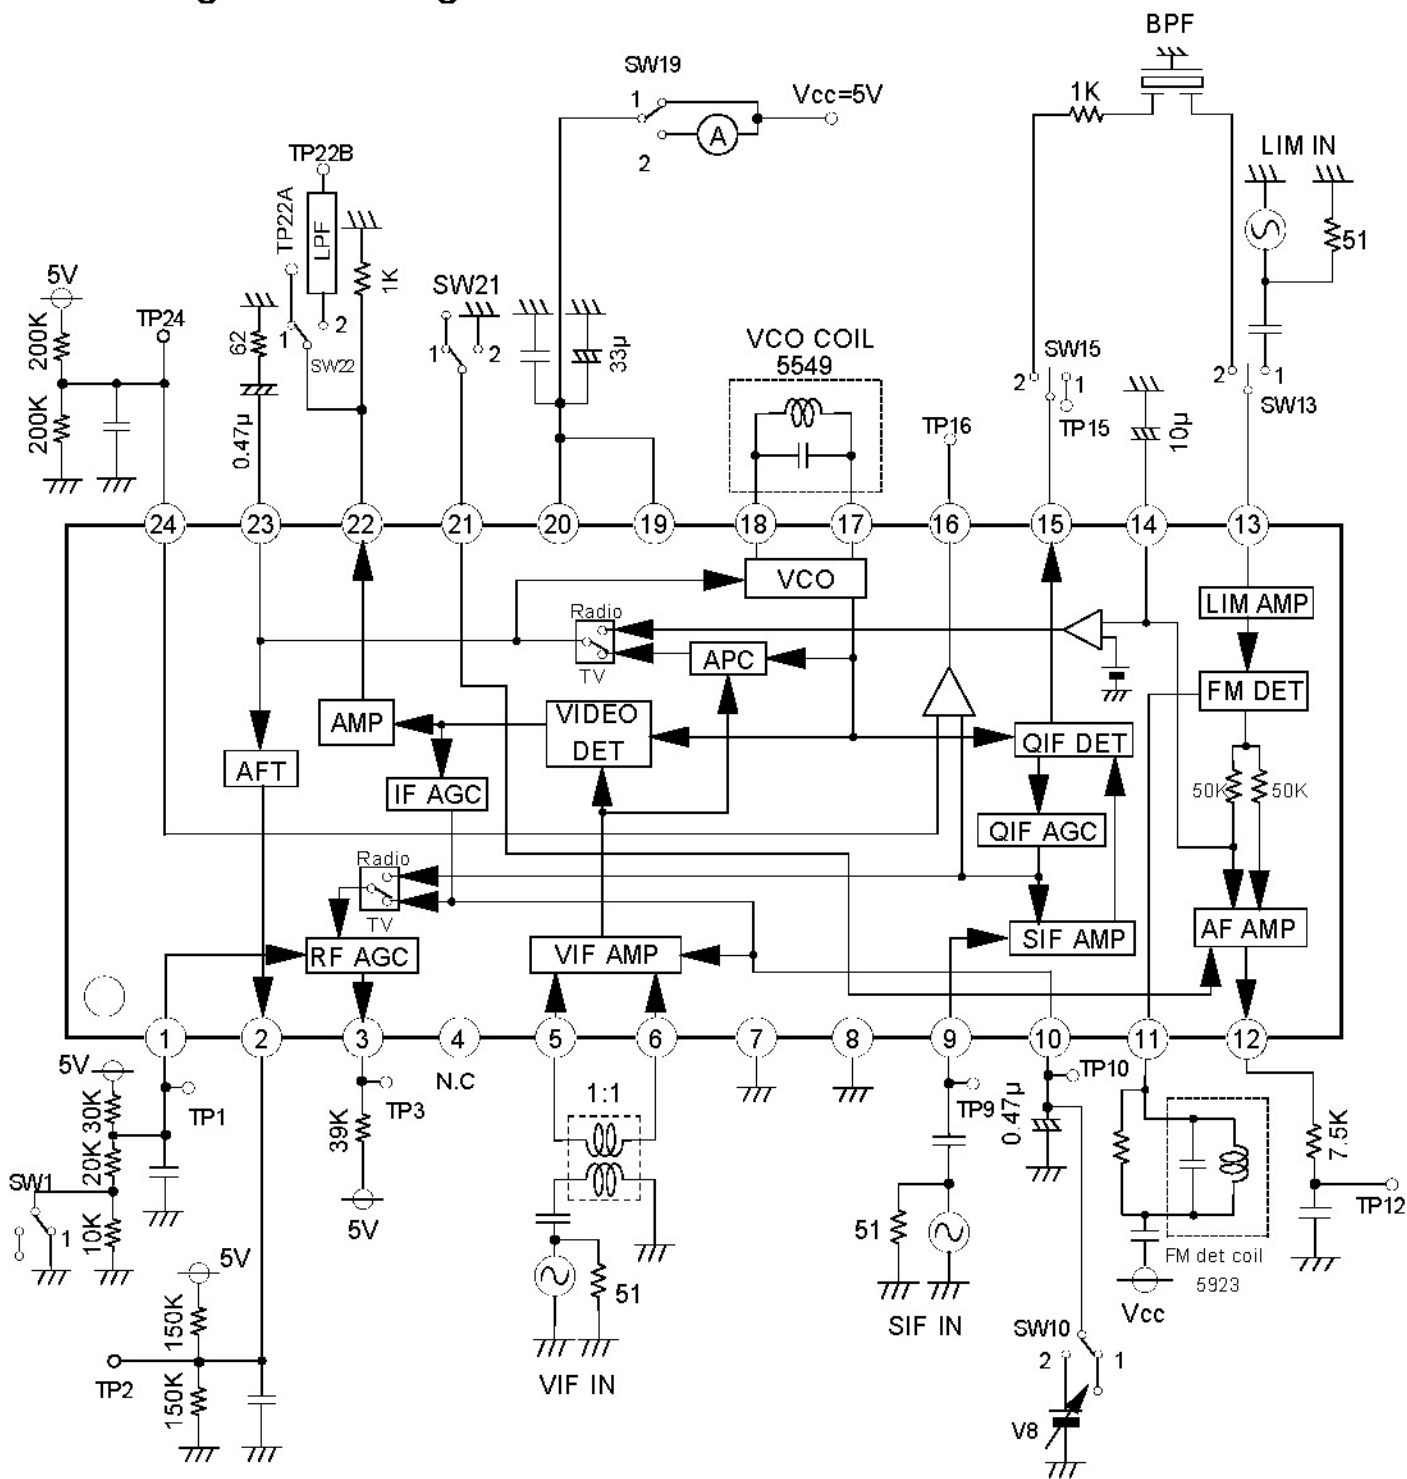 BPF
SW19
1
Vcc=5V
A
2
1K
LIM IN
51
TP22B
TP22A
LPF
1K
1
2
SW22
SW21
1
2
5V
TP24
200K
200K
62
0.47µ
33µ
VCO COIL
5549
SW15
2
1
TP15
TP16
10µ
2
1
SW13
24
23
22
21
20
19
18
17
16
15
14
13
VCO
LIM AMP
Radio
TV
APC
FM DET
AMP
VIDEO
DET
QIF DET
AFT
IF AGC
50K
50K
QIF AGC
Radio
TV
RF AGC
VIF AMP
SIF AMP
AF AMP
1
2
3
4
5
6
7
8
9
10
11
12
N.C
5V
30K
TP1
20K
SW1
1
10K
TP3
39K
5V
1:1
TP9
TP10
0.47µ
7.5K
TP12
51
SIF IN
FM det coil
5923
Vcc
5V
150K
TP2
150K
51
VIF IN
SW10
2
1
V8